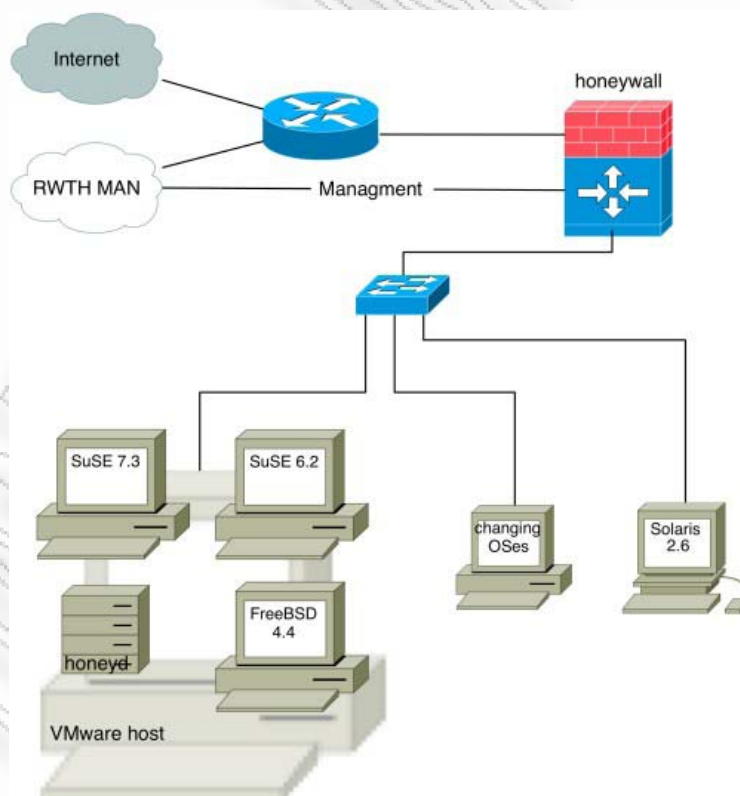 Internet
honeywall
RWTH MAN
Managment
SuSE 7.3
SuSE 6.2
changing
OSes
Solaris
2.6
honeyd
FreeBSD
4.4
VMware host